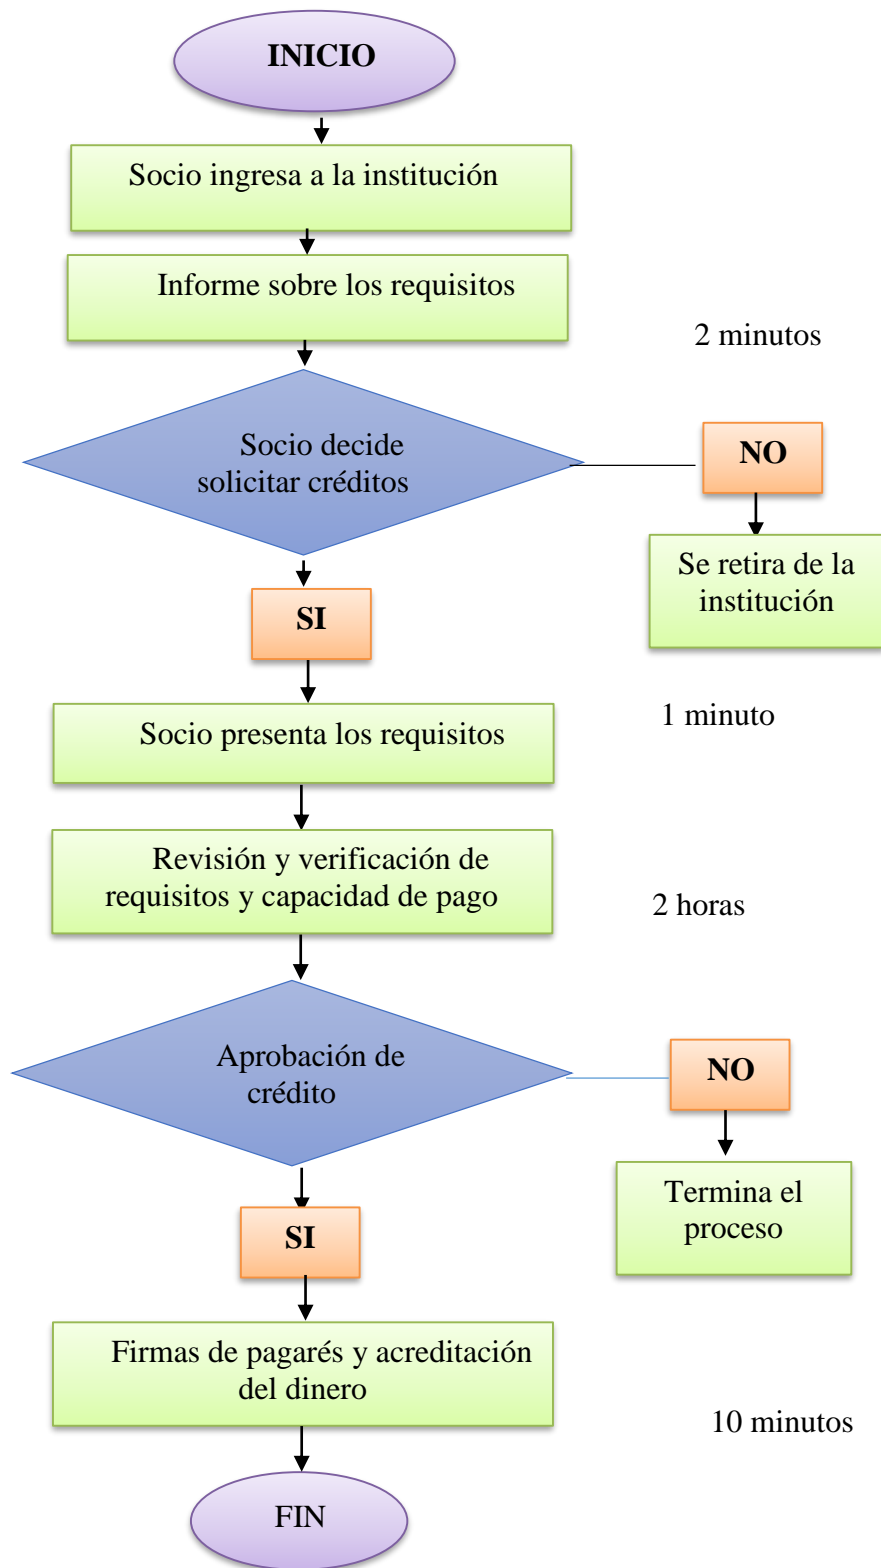 INICIO
Socio ingresa a la institución
Informe sobre los requisitos
2 minutos
Socio decide
solicitar créditos
NO
Se retira de la
institución
SI
1 minuto
Socio presenta los requisitos
Revisión y verificación de
requisitos y capacidad de pago
2 horas
Aprobación de
crédito
NO
Termina el
proceso
SI
Firmas de pagarés y acreditación
del dinero
10 minutos
FIN